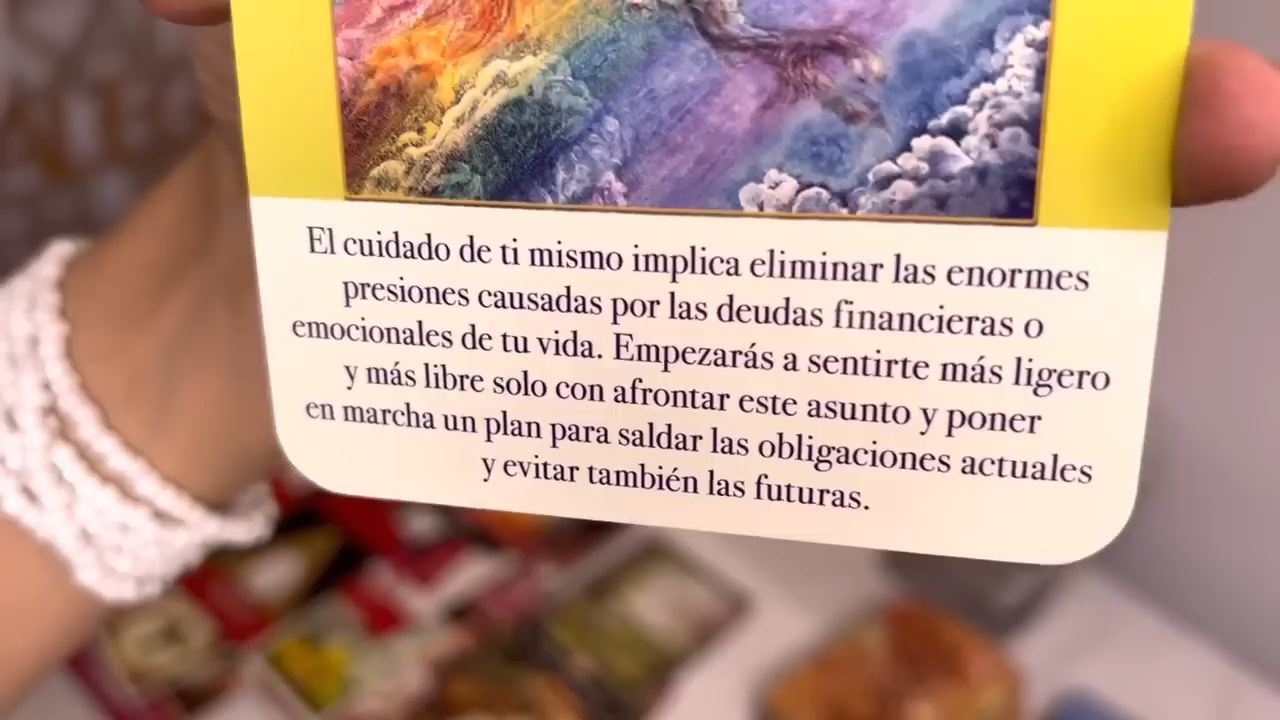 El cuidado de ti mismo implica eliminar las enormes
presiones causadas por las deudas financieras o
emocionales de tu vida. Empezarás a sentirte más ligero
y más libre solo con afrontar este asunto y poner
en marcha un plan para saldar las obligaciones actuales
y evitar también las futuras.